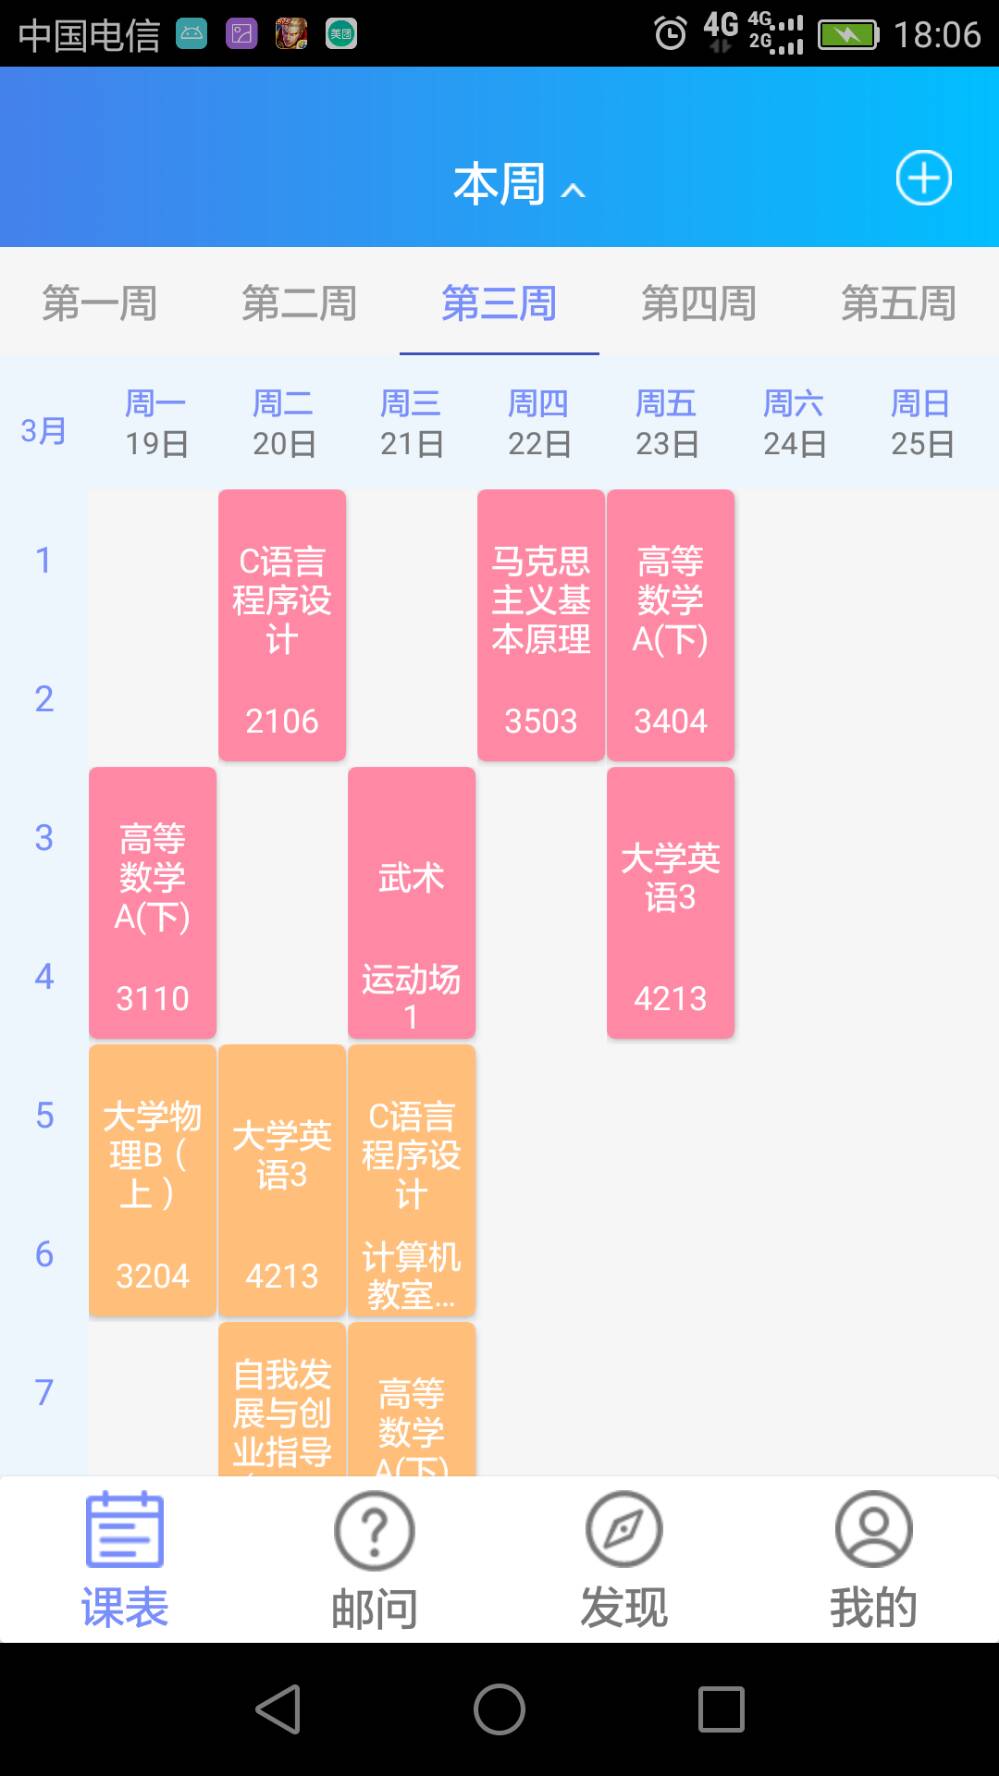 中国电信
美团
4G
4G
2G
18:06
本周
第一周 第二周 第三周 第四周 第五周
3月
周一 周二 周三 周四 周五 周六 周日
19日 20日 21日 22日 23日 24日 25日
1
2
C语言
程序设
计
2106
马克思
主义基
本原理
3503
高等
数学
A(下)
3404
3
4
高等
数学
A(下)
3110
武术
运动场
1
大学英
语3
4213
5
6
大学物
理B（
上）
3204
大学英
语3
4213
C语言
程序设
计
计算机
教室...
7
自我发
展与创
业指导
高等
数学
A(下)
课表 邮问 发现 我的